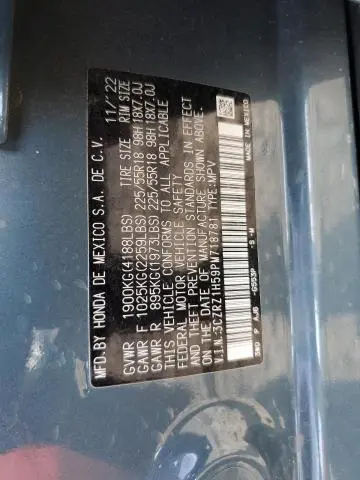 MFD.BY HONDA DE MEXICO S.A. DE C.V. 11/'22
GVWR 1900KG(4188LBS) TIRE SIZE RIM SIZE
GAWR F 1025KG(2259LBS) 225/55R18 98H 18X7.0J
GAWR R 895KG(1973LBS) 225/55R18 98H 18X7.0J
THIS VEHICLE CONFORMS TO ALL APPLICABLE
FEDERAL MOTOR VEHICLE SAFETY
AND THEFT PREVENTION STANDARDS IN EFFECT
ON THE DATE OF MANUFACTURE SHOWN ABOVE.
V.I.N. TYPE:MPV
3WO P AJB -G553P -S -W
MADE IN MEXICO